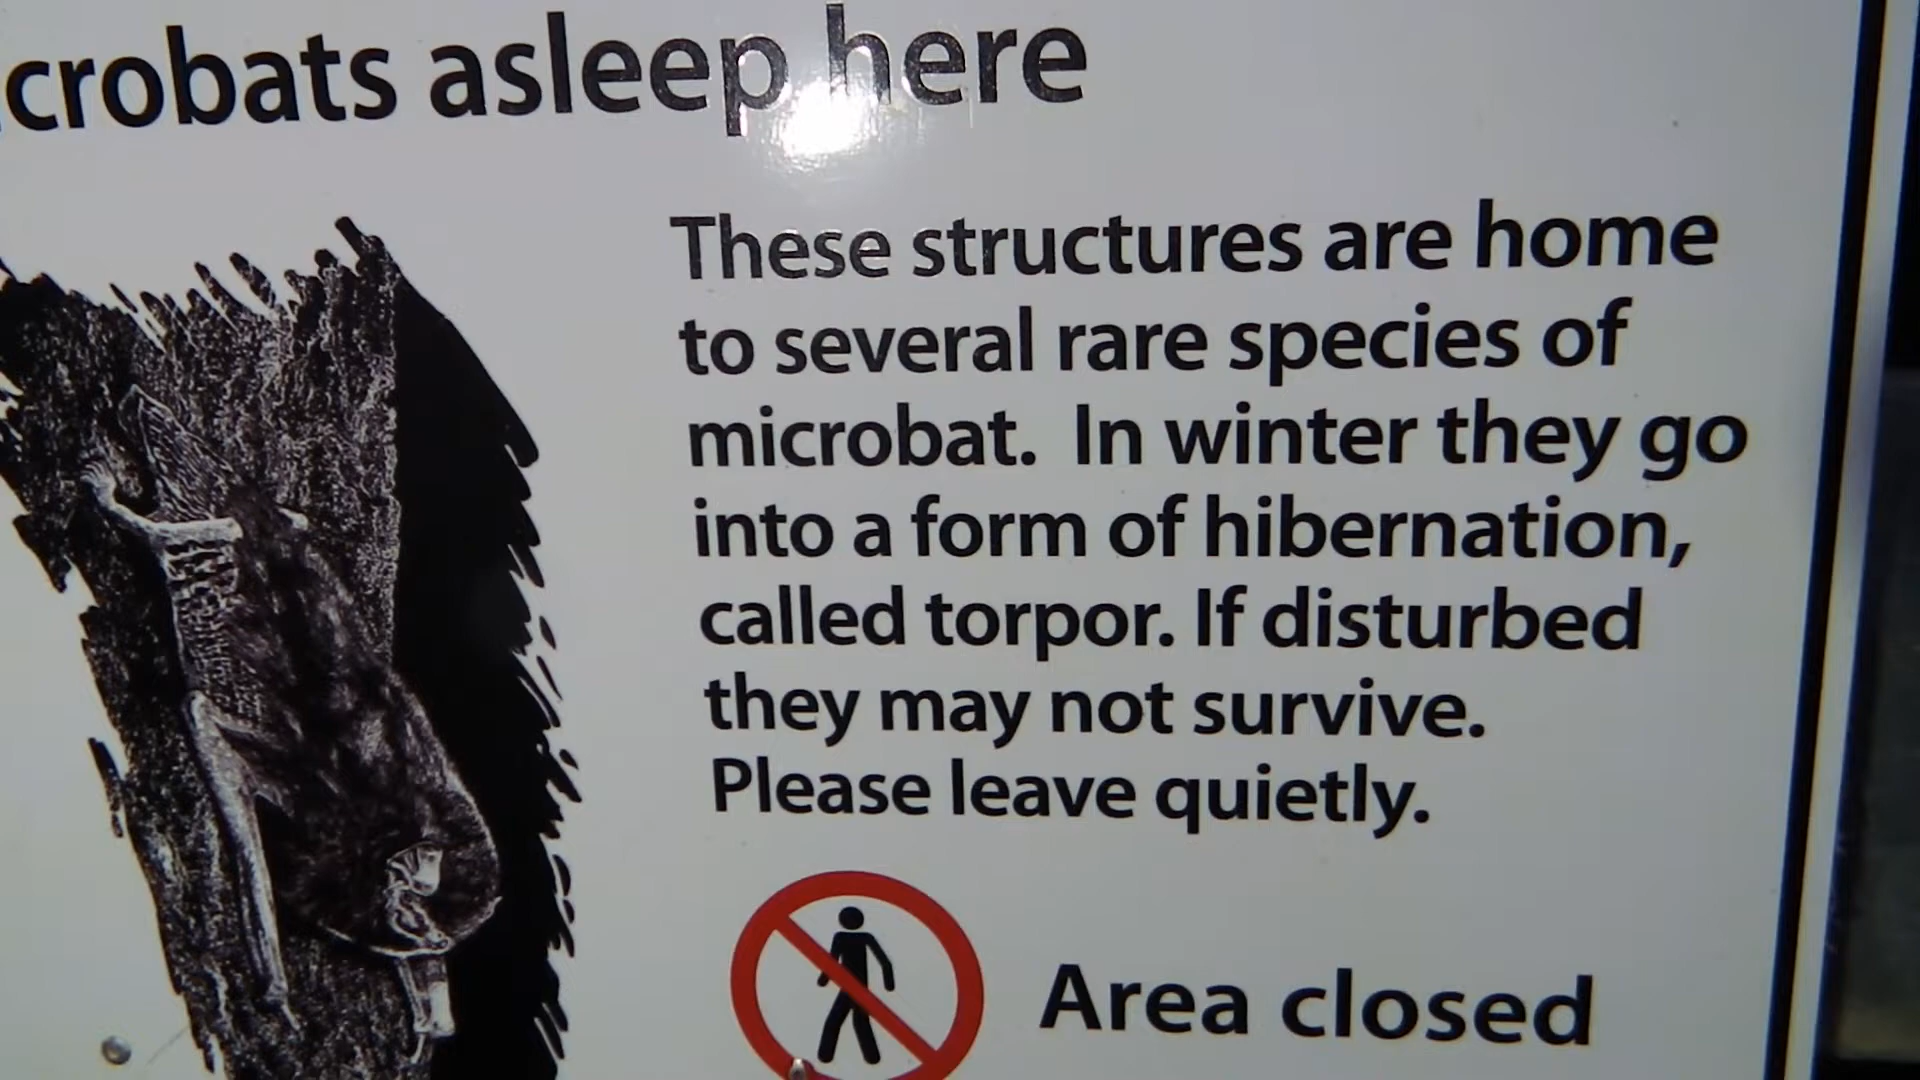 crobats asleep here
These structures are home
to several rare species of
microbat. In winter they go
into a form of hibernation,
called torpor. If disturbed
they may not survive.
Please leave quietly.
Area closed